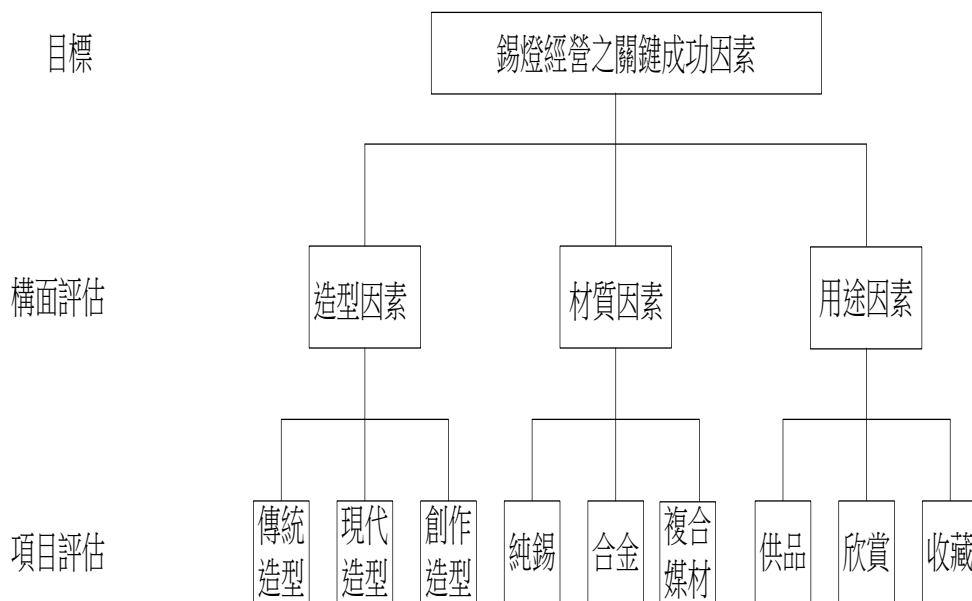 目標
錫燈經營之關鍵成功因素
構面評估
造型因素
材質因素
用途因素
項目評估
傳統
造型
現代
造型
創作
造型
純錫
合金
複合
媒材
供品
欣賞
收藏